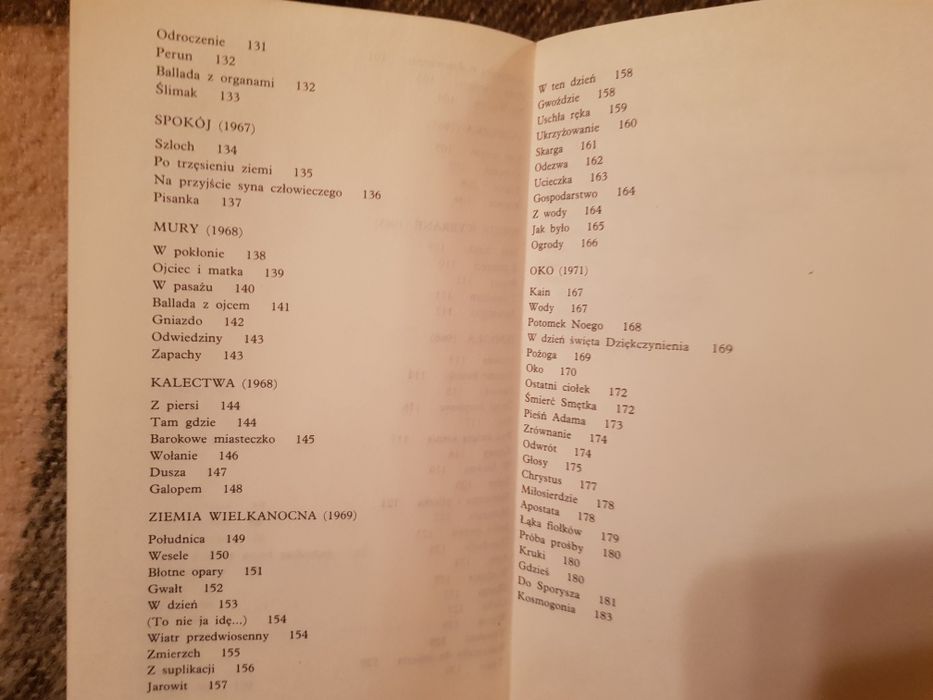 Odroczenie 131
Perun 132
Ballada z organami 132
Ślimak 133
SPOKÓJ (1967)
Szloch 134
Po trzęsieniu ziemi 135
Na przyjście syna człowieczego 136
Pisanka 137
MURY (1968)
W pokłonie 138
Ojciec i matka 139
W pasażu 140
Ballada z ojcem 141
Gniazdo 142
Odwiedziny 143
Zapachy 143
KALECTWA (1968)
Z piersi 144
Tam gdzie 144
Barokowe miasteczko 145
Wołanie 146
Dusza 147
Galopem 148
ZIEMIA WIELKANOCNA (1969)
Południca 149
Wesele 150
Błotne opary 151
Gwałt 152
W dzień 153
(To nie ja idę...) 154
Wiatr przedwiosenny 154
Zmierzch 155
Z suplikacji 156
Jarowit 157
W ten dzień 158
Gwoździe 158
Uschła ręka 159
Ukrzyżowanie 160
Skarga 161
Odezwa 162
Ucieczka 163
Gospodarstwo 164
Z wody 164
Jak było 165
Ogrody 166
OKO (1971)
Kain 167
Wody 167
Potomek Noego 168
W dzień święta Dziękczynienia 169
Pożoga 169
Oko 170
Ostatni ciołek 172
Śmierć Smętka 172
Pieśń Adama 173
Zrównanie 174
Odwrót 174
Głosy 175
Chrystus 177
Miłosierdzie 178
Apostata 178
Łąka fiołków 179
Próba prośby 180
Kruki 180
Gdzieś 180
Do Sporysza 181
Kosmogonia 183